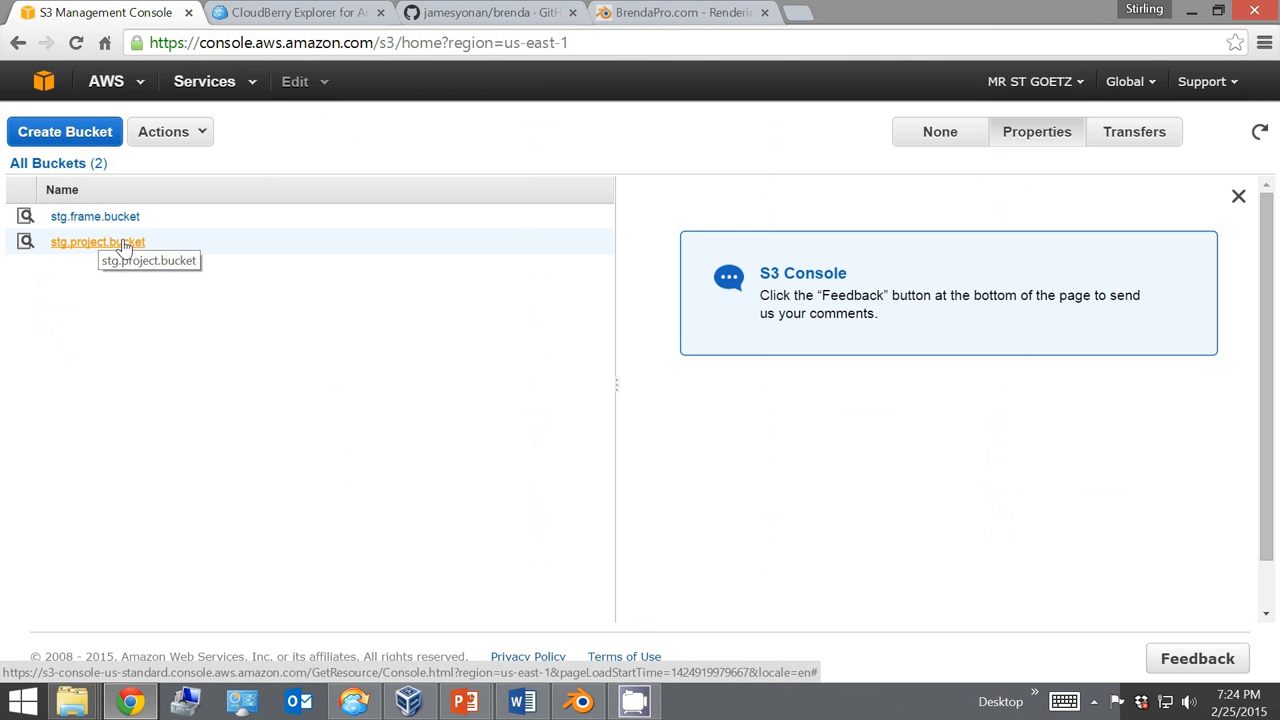 Stirling
S3 Management Console
CloudBerry Explorer for A
jamesyonan/brenda · GitH
BrendaPro.com - Renderin
https://console.aws.amazon.com/s3/home?region=us-east-1
AWS
Services
Edit
MR ST GOETZ
Global
Support
Create Bucket
Actions
None
Properties
Transfers
All Buckets (2)
Name
stg.frame.bucket
stg.project.bucket
stg.project.bucket
S3 Console
Click the “Feedback” button at the bottom of the page to send
us your comments.
© 2008 - 2015, Amazon Web Services, Inc. or its affiliates. All rights reserved.
Privacy Policy
Terms of Use
Feedback
https://s3-console-us-standard.console.aws.amazon.com/GetResource/Console.html?region=us-east-1&pageLoadStartTime=1424919979667&locale=en#
Desktop
7:24 PM
2/25/2015